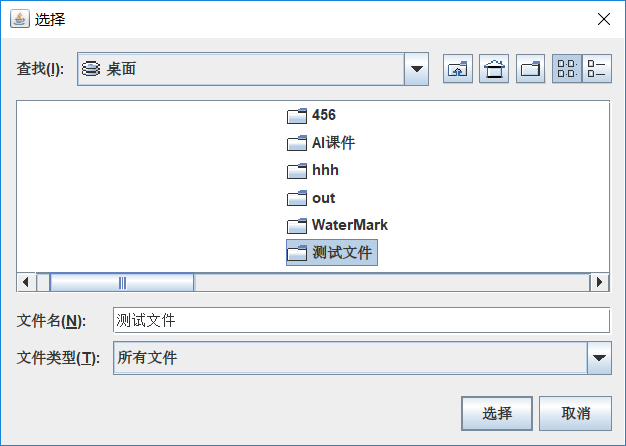 选择
查找(I):
桌面
456
AI课件
hhh
out
WaterMark
测试文件
文件名(N):
测试文件
文件类型(T):
所有文件
选择
取消